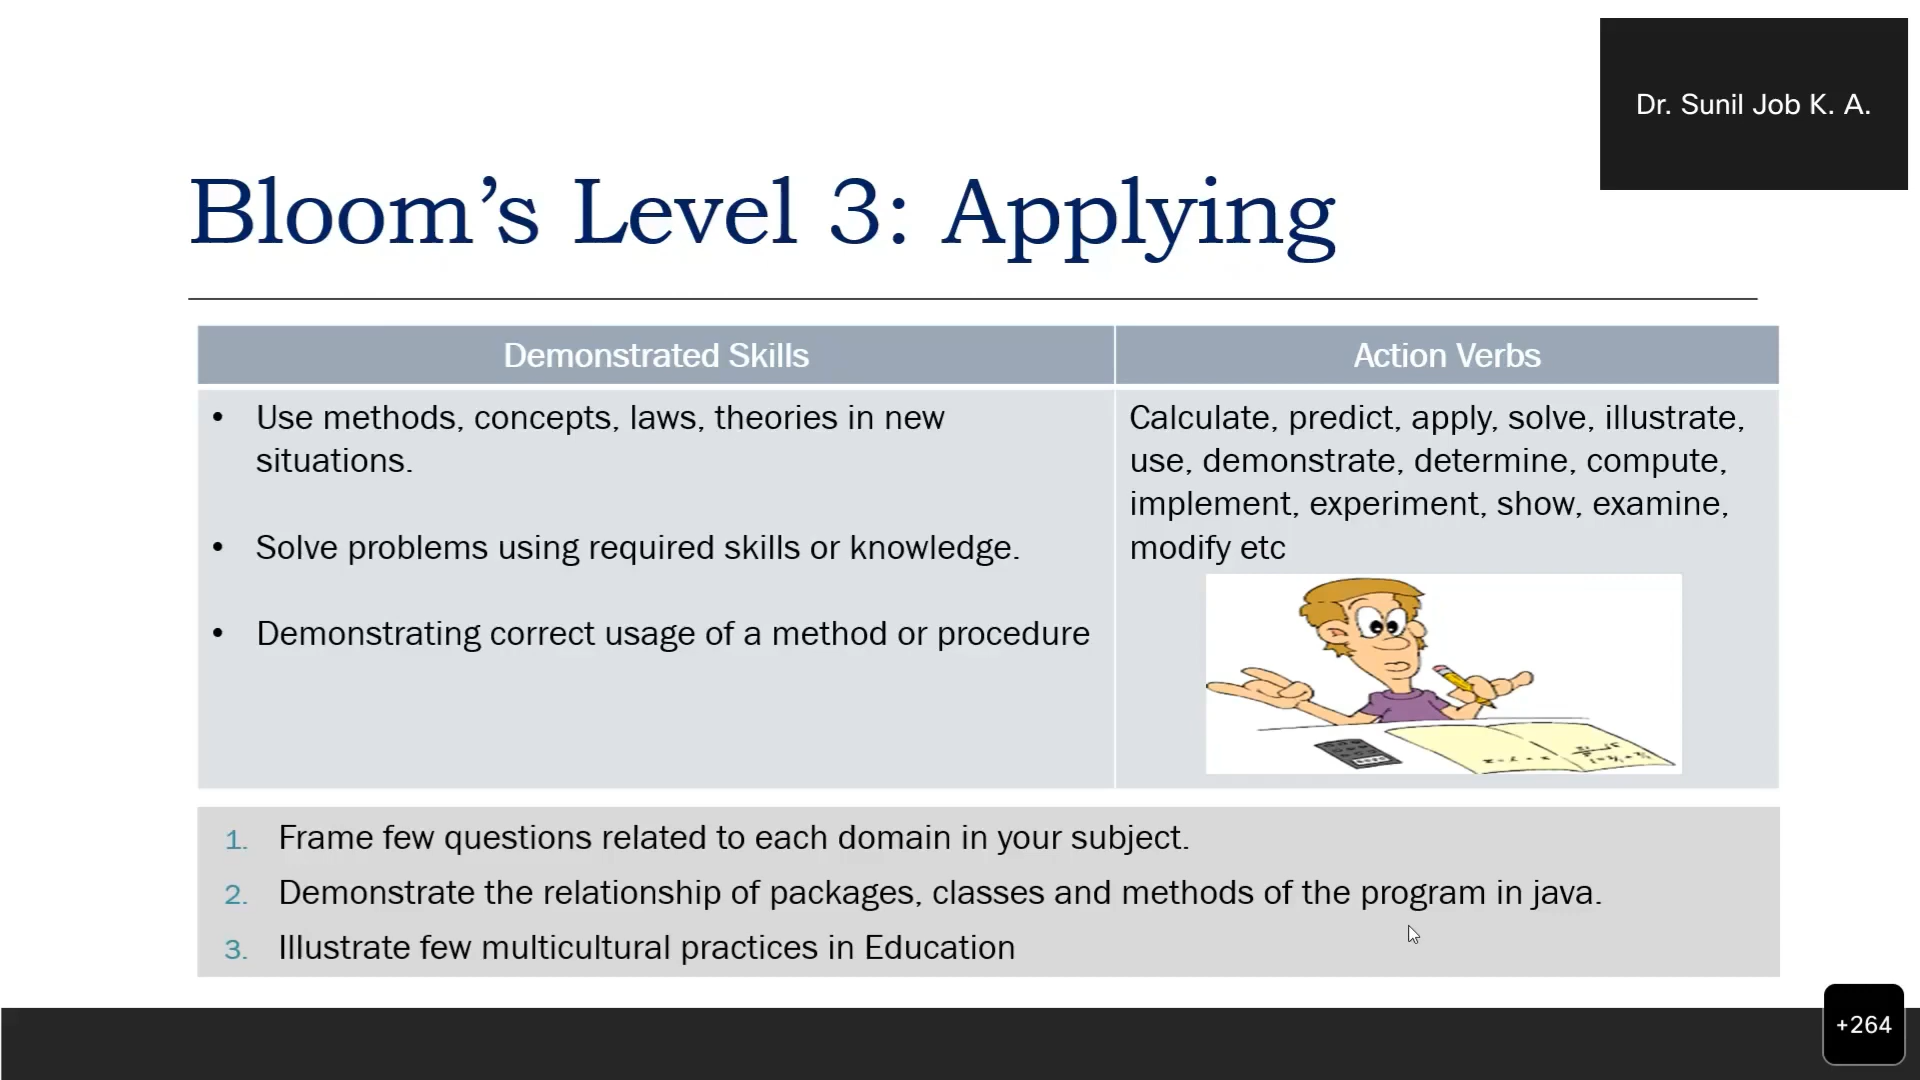 Dr. Sunil Job K. A.
Bloom’s Level 3: Applying
Demonstrated Skills
Action Verbs
• Use methods, concepts, laws, theories in new
situations.
• Solve problems using required skills or knowledge.
• Demonstrating correct usage of a method or procedure
Calculate, predict, apply, solve, illustrate,
use, demonstrate, determine, compute,
implement, experiment, show, examine,
modify etc
1. Frame few questions related to each domain in your subject.
2. Demonstrate the relationship of packages, classes and methods of the program in java.
3. Illustrate few multicultural practices in Education
+264